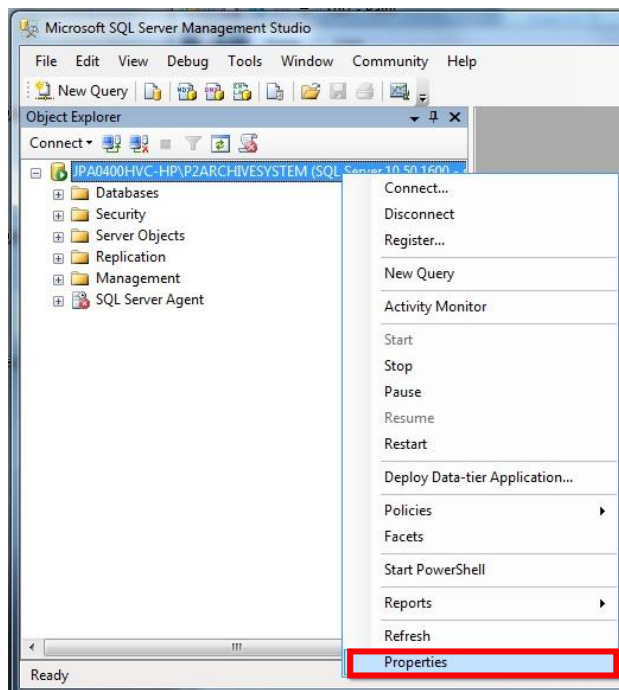 Microsoft SQL Server Management Studio
File Edit View Debug Tools Window Community Help
New Query
Object Explorer
Connect
JPA0400HVC-HP\P2ARCHIVESYSTEM (SQL Server 10.50.1600 -
Databases
Security
Server Objects
Replication
Management
SQL Server Agent
Connect...
Disconnect
Register...
New Query
Activity Monitor
Start
Stop
Pause
Resume
Restart
Deploy Data-tier Application...
Policies
Facets
Start PowerShell
Reports
Refresh
Properties
Ready